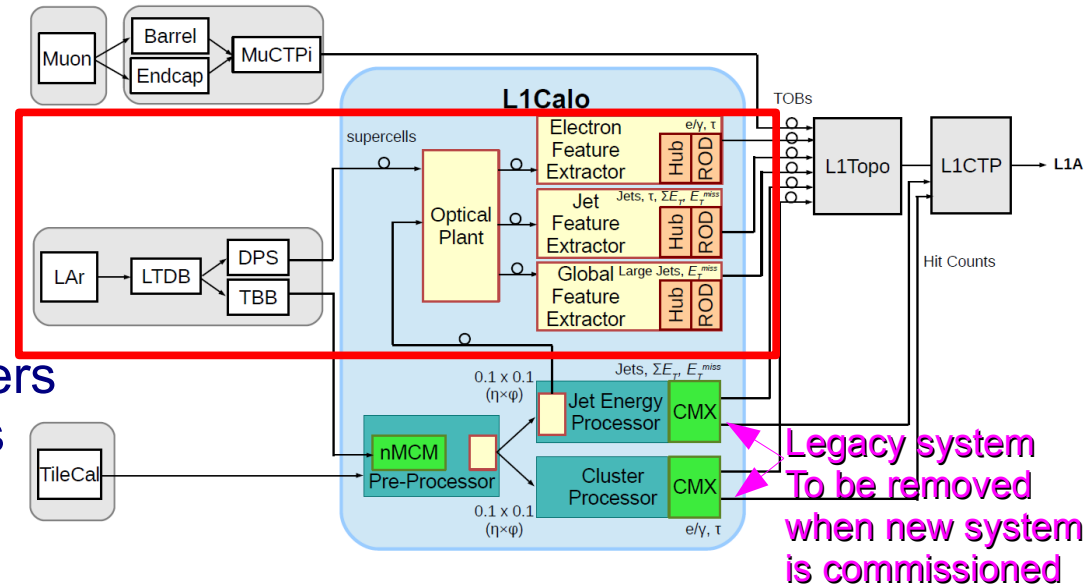 Muon
Barrel
Endcap
MuCTPi
L1Calo
TOBs
supercells
Electron
Feature
Extractor
e/γ, τ
Hub
ROD
Optical
Plant
Jet
Feature
Extractor
Jets, τ, ΣE_T, E_T^miss
Hub
ROD
Global
Feature
Extractor
Large Jets, E_T^miss
Hub
ROD
L1Topo
L1CTP
L1A
Hit Counts
LAr
LTDB
DPS
TBB
ers
s
TileCal
nMCM
Pre-Processor
0.1 x 0.1
(η×φ)
Jets, ΣE_T, E_T^miss
Jet Energy
Processor
CMX
Cluster
Processor
CMX
0.1 x 0.1
(η×φ)
e/γ, τ
Legacy system
To be removed
when new system
is commissioned